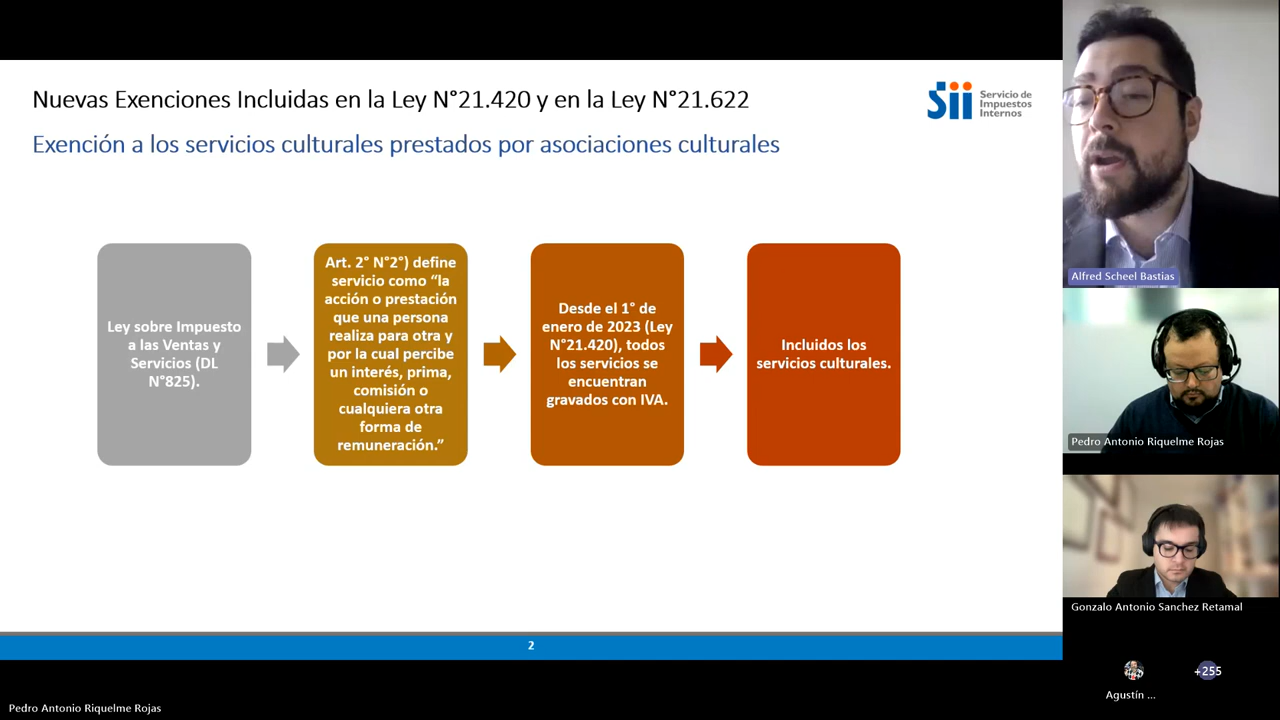 Nuevas Exenciones Incluidas en la Ley N°21.420 y en la Ley N°21.622
Exención a los servicios culturales prestados por asociaciones culturales
sii
Servicio de
Impuestos
Internos
Ley sobre Impuesto
a las Ventas y
Servicios (DL
N°825).
Art. 2° N°2°) define
servicio como “la
acción o prestación
que una persona
realiza para otra y
por la cual percibe
un interés, prima,
comisión o
cualquiera otra
forma de
remuneración.”
Desde el 1° de
enero de 2023 (Ley
N°21.420), todos
los servicios se
encuentran
gravados con IVA.
Incluidos los
servicios culturales.
2
Alfred Scheel Bastias
Pedro Antonio Riquelme Rojas
Gonzalo Antonio Sanchez Retamal
Agustín ...
+255
Pedro Antonio Riquelme Rojas